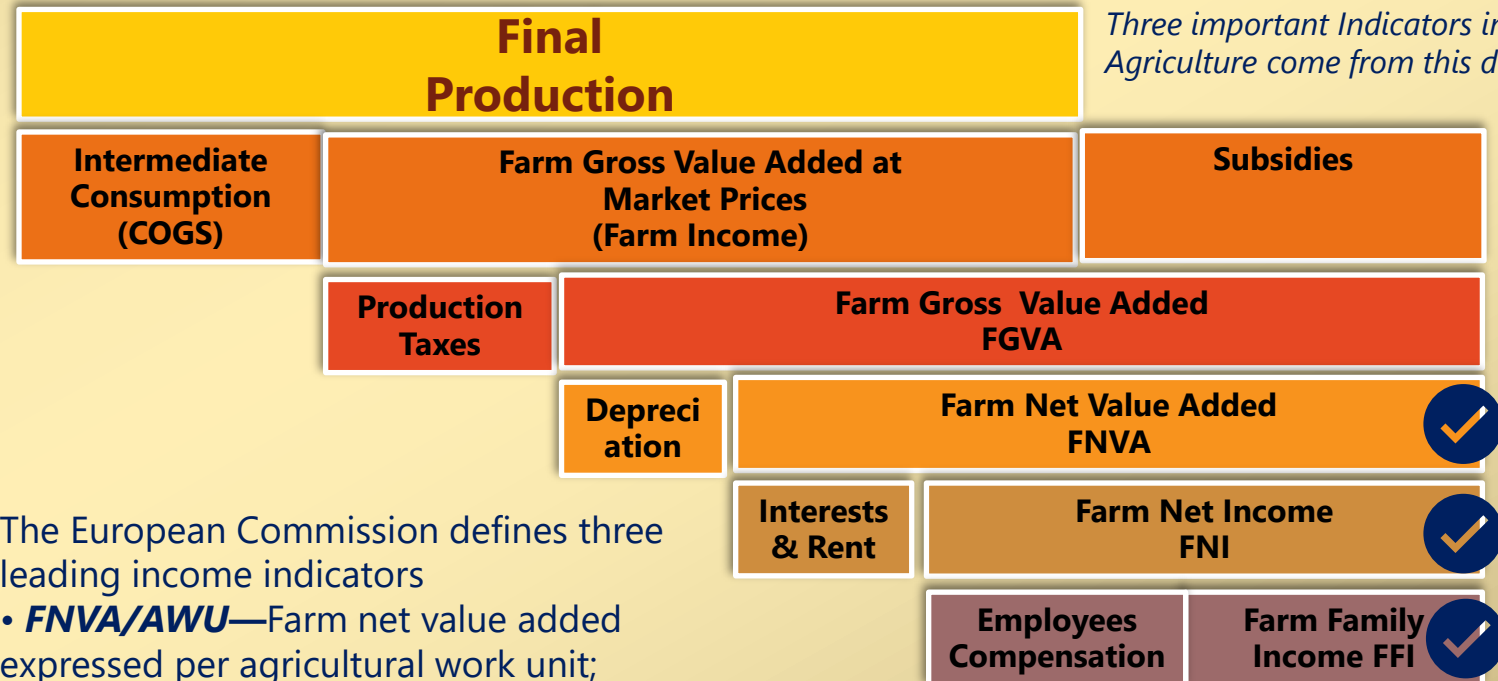 Final
Production
Three important Indicators in
Agriculture come from this
Intermediate
Consumption
(COGS)
Farm Gross Value Added at
Market Prices
(Farm Income)
Subsidies
Production
Taxes
Farm Gross Value Added
FGVA
Depreci
ation
Farm Net Value Added
FNVA
Interests
& Rent
Farm Net Income
FNI
Employees
Compensation
Farm Family
Income FFI
The European Commission defines three
leading income indicators
• FNVA/AWU—Farm net value added
expressed per agricultural work unit;